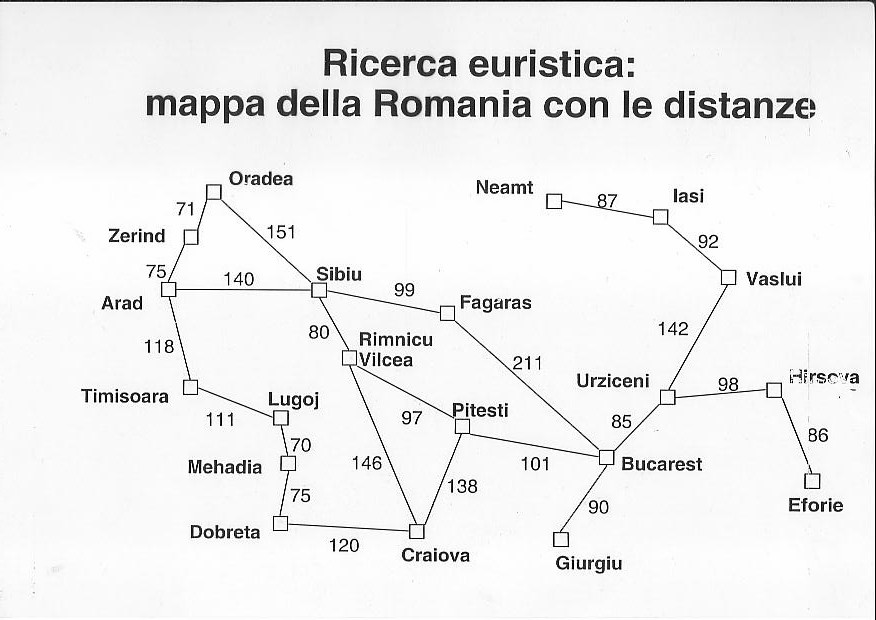 Ricerca euristica:
mappa della Romania con le distanze
Oradea
Neamt
87
Iasi
71
Zerind
151
92
75
140
Sibiu
99
Vaslui
Arad
Fagaras
118
80
Rimnicu
Vilcea
211
142
Timisoara
111
Lugoj
97
Pitesti
Urziceni
98
Hirsova
85
86
70
Mehadia
146
138
101
Bucarest
75
90
Eforie
Dobreta
120
Craiova
Giurgiu